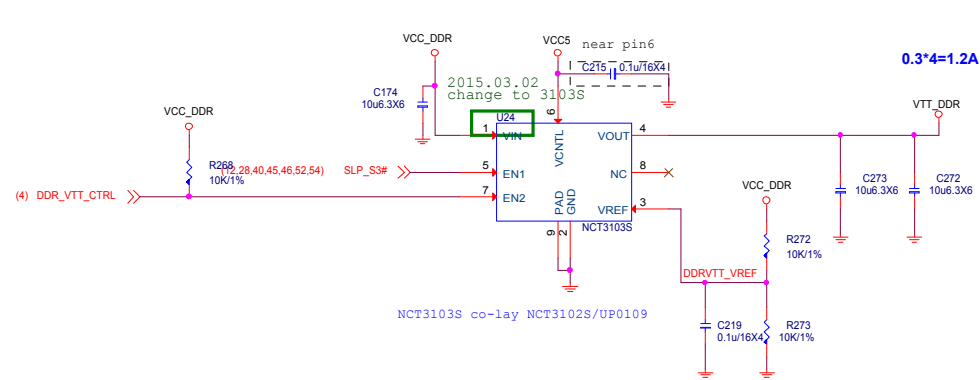 VCC_DDR
VCC5
near pin6
0.3*4=1.2A
C215
0.1u/16X4
2015.03.02
change to 3103S
C174
10u6.3X6
VTT_DDR
VCC_DDR
U24
6
1
VIN
VCNTL
VOUT
4
R268
10K/1%
(12,28,40,45,46,52,54)
SLP_S3#
5
EN1
NC
8
C273
10u6.3X6
C272
10u6.3X6
VCC_DDR
(4)
DDR_VTT_CTRL
7
EN2
PAD
GND
VREF
3
9
2
NCT3103S
R272
10K/1%
DDRVTT_VREF
NCT3103S co-lay NCT3102S/UP0109
C219
0.1u/16X4
R273
10K/1%